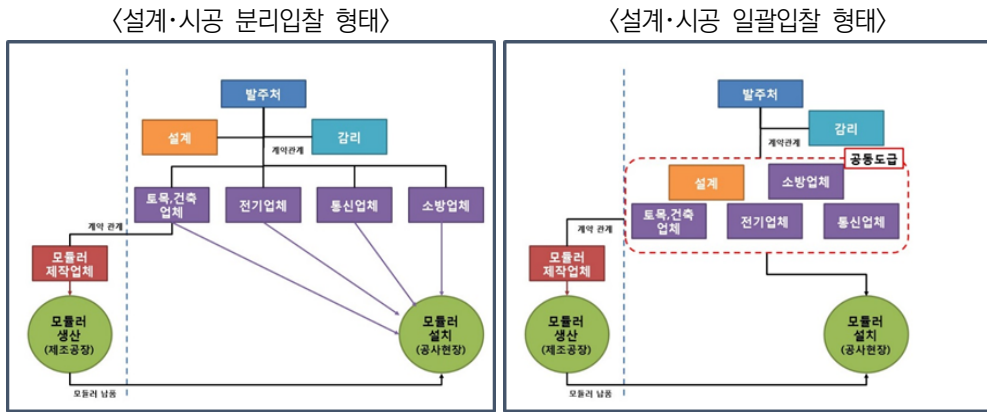 〈설계·시공 분리입찰 형태〉
발주처
설계
감리
계약관계
토목,건축
업체
전기업체
통신업체
소방업체
계약 관계
모듈러
제작업체
모듈러
생산
(제조공장)
모듈러
설치
(공사현장)
모듈러 납품
〈설계·시공 일괄입찰 형태〉
발주처
감리
계약관계
공동도급
설계
소방업체
토목,건축
업체
전기업체
통신업체
계약 관계
모듈러
제작업체
모듈러
생산
(제조공장)
모듈러
설치
(공사현장)
모듈러 납품